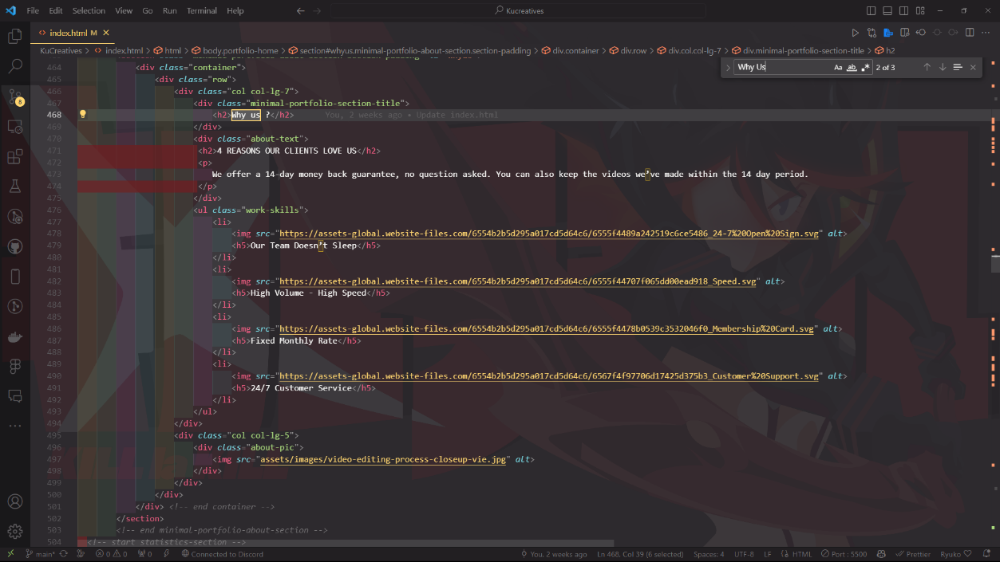 File Edit Selection View Go Run Terminal Help
Kucreatives
index.html M
KuCreatives > index.html > html > body.portfolio-home > section#whyus.minimal-portfolio-about-section.section-padding > div.container > div.row > div.col.col-lg-7 > div.minimal-portfolio-section-title > h2
Why Us
Aa ab .* 2 of 3
464 <div class="container">
465 <div class="row">
466 <div class="col col-lg-7">
467 <div class="minimal-portfolio-section-title">
468 <h2>Why us ?</h2> You, 2 weeks ago • Update index.html
469 </div>
470 <div class="about-text">
471 <h2>4 REASONS OUR CLIENTS LOVE US</h2>
472 <p>
473 We offer a 14-day money back guarantee, no question asked. You can also keep the videos we’ve made within the 14 day period.
474 </p>
475 </div>
476 <ul class="work-skills">
477 <li>
478 <img src="https://assets-global.website-files.com/6554b2b5d295a017cd5d64c6/6555f4489a242519c6ce5486_24-7%20Open%20Sign.svg" alt>
479 <h5>Our Team Doesn’t Sleep</h5>
480 </li>
481 <li>
482 <img src="https://assets-global.website-files.com/6554b2b5d295a017cd5d64c6/6555f44707f065dd00ead918_Speed.svg" alt>
483 <h5>High Volume - High Speed</h5>
484 </li>
485 <li>
486 <img src="https://assets-global.website-files.com/6554b2b5d295a017cd5d64c6/6555f4478b0539c3532046f0_Membership%20Card.svg" alt>
487 <h5>Fixed Monthly Rate</h5>
488 </li>
489 <li>
490 <img src="https://assets-global.website-files.com/6554b2b5d295a017cd5d64c6/6567f4f97706d17425d375b3_Customer%20Support.svg" alt>
491 <h5>24/7 Customer Service</h5>
492 </li>
493 </ul>
494 </div>
495 <div class="col col-lg-5">
496 <div class="about-pic">
497 <img src="assets/images/video-editing-process-closeup-vie.jpg" alt>
498 </div>
499 </div>
500 </div>
501 </div> <!-- end container -->
502 </section>
503 <!-- end minimal-portfolio-about-section -->
504 <!-- start statistics-section -->
8
main* 0 0 0 Connected to Discord You, 2 weeks ago Ln 468, Col 39 (6 selected) Spaces: 4 UTF-8 LF HTML Port : 5500 Prettier Ryuko